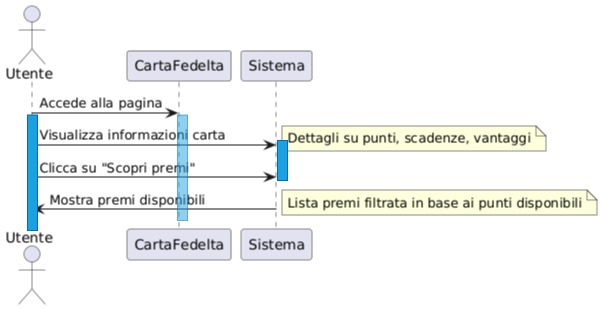 Utente
CartaFedelta
Sistema
Accede alla pagina
Visualizza informazioni carta
Dettagli su punti, scadenze, vantaggi
Clicca su "Scopri premi"
Mostra premi disponibili
Lista premi filtrata in base ai punti disponibili
Utente
CartaFedelta
Sistema